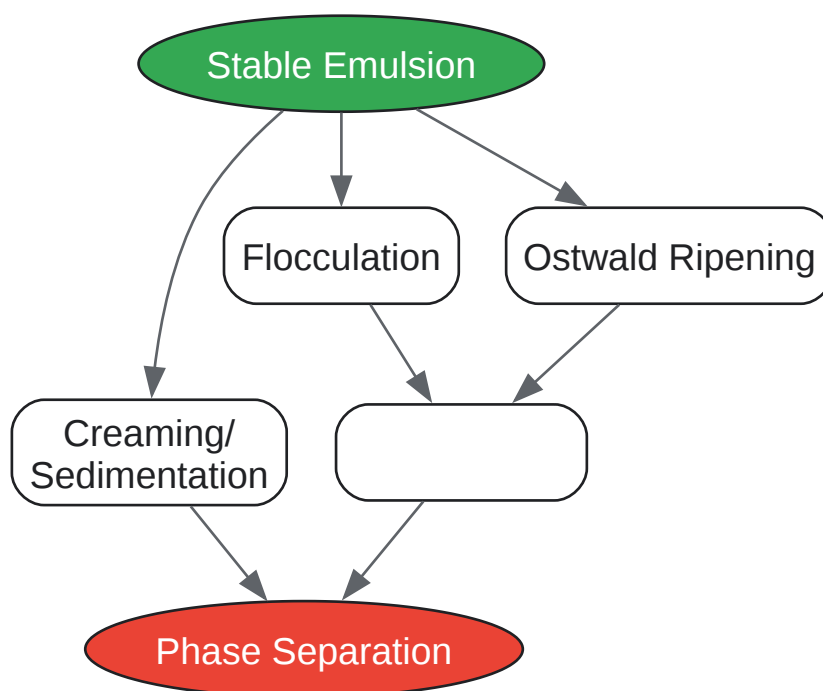 Stable Emulsion
Flocculation
Ostwald Ripening
Creaming/
Sedimentation
Phase Separation